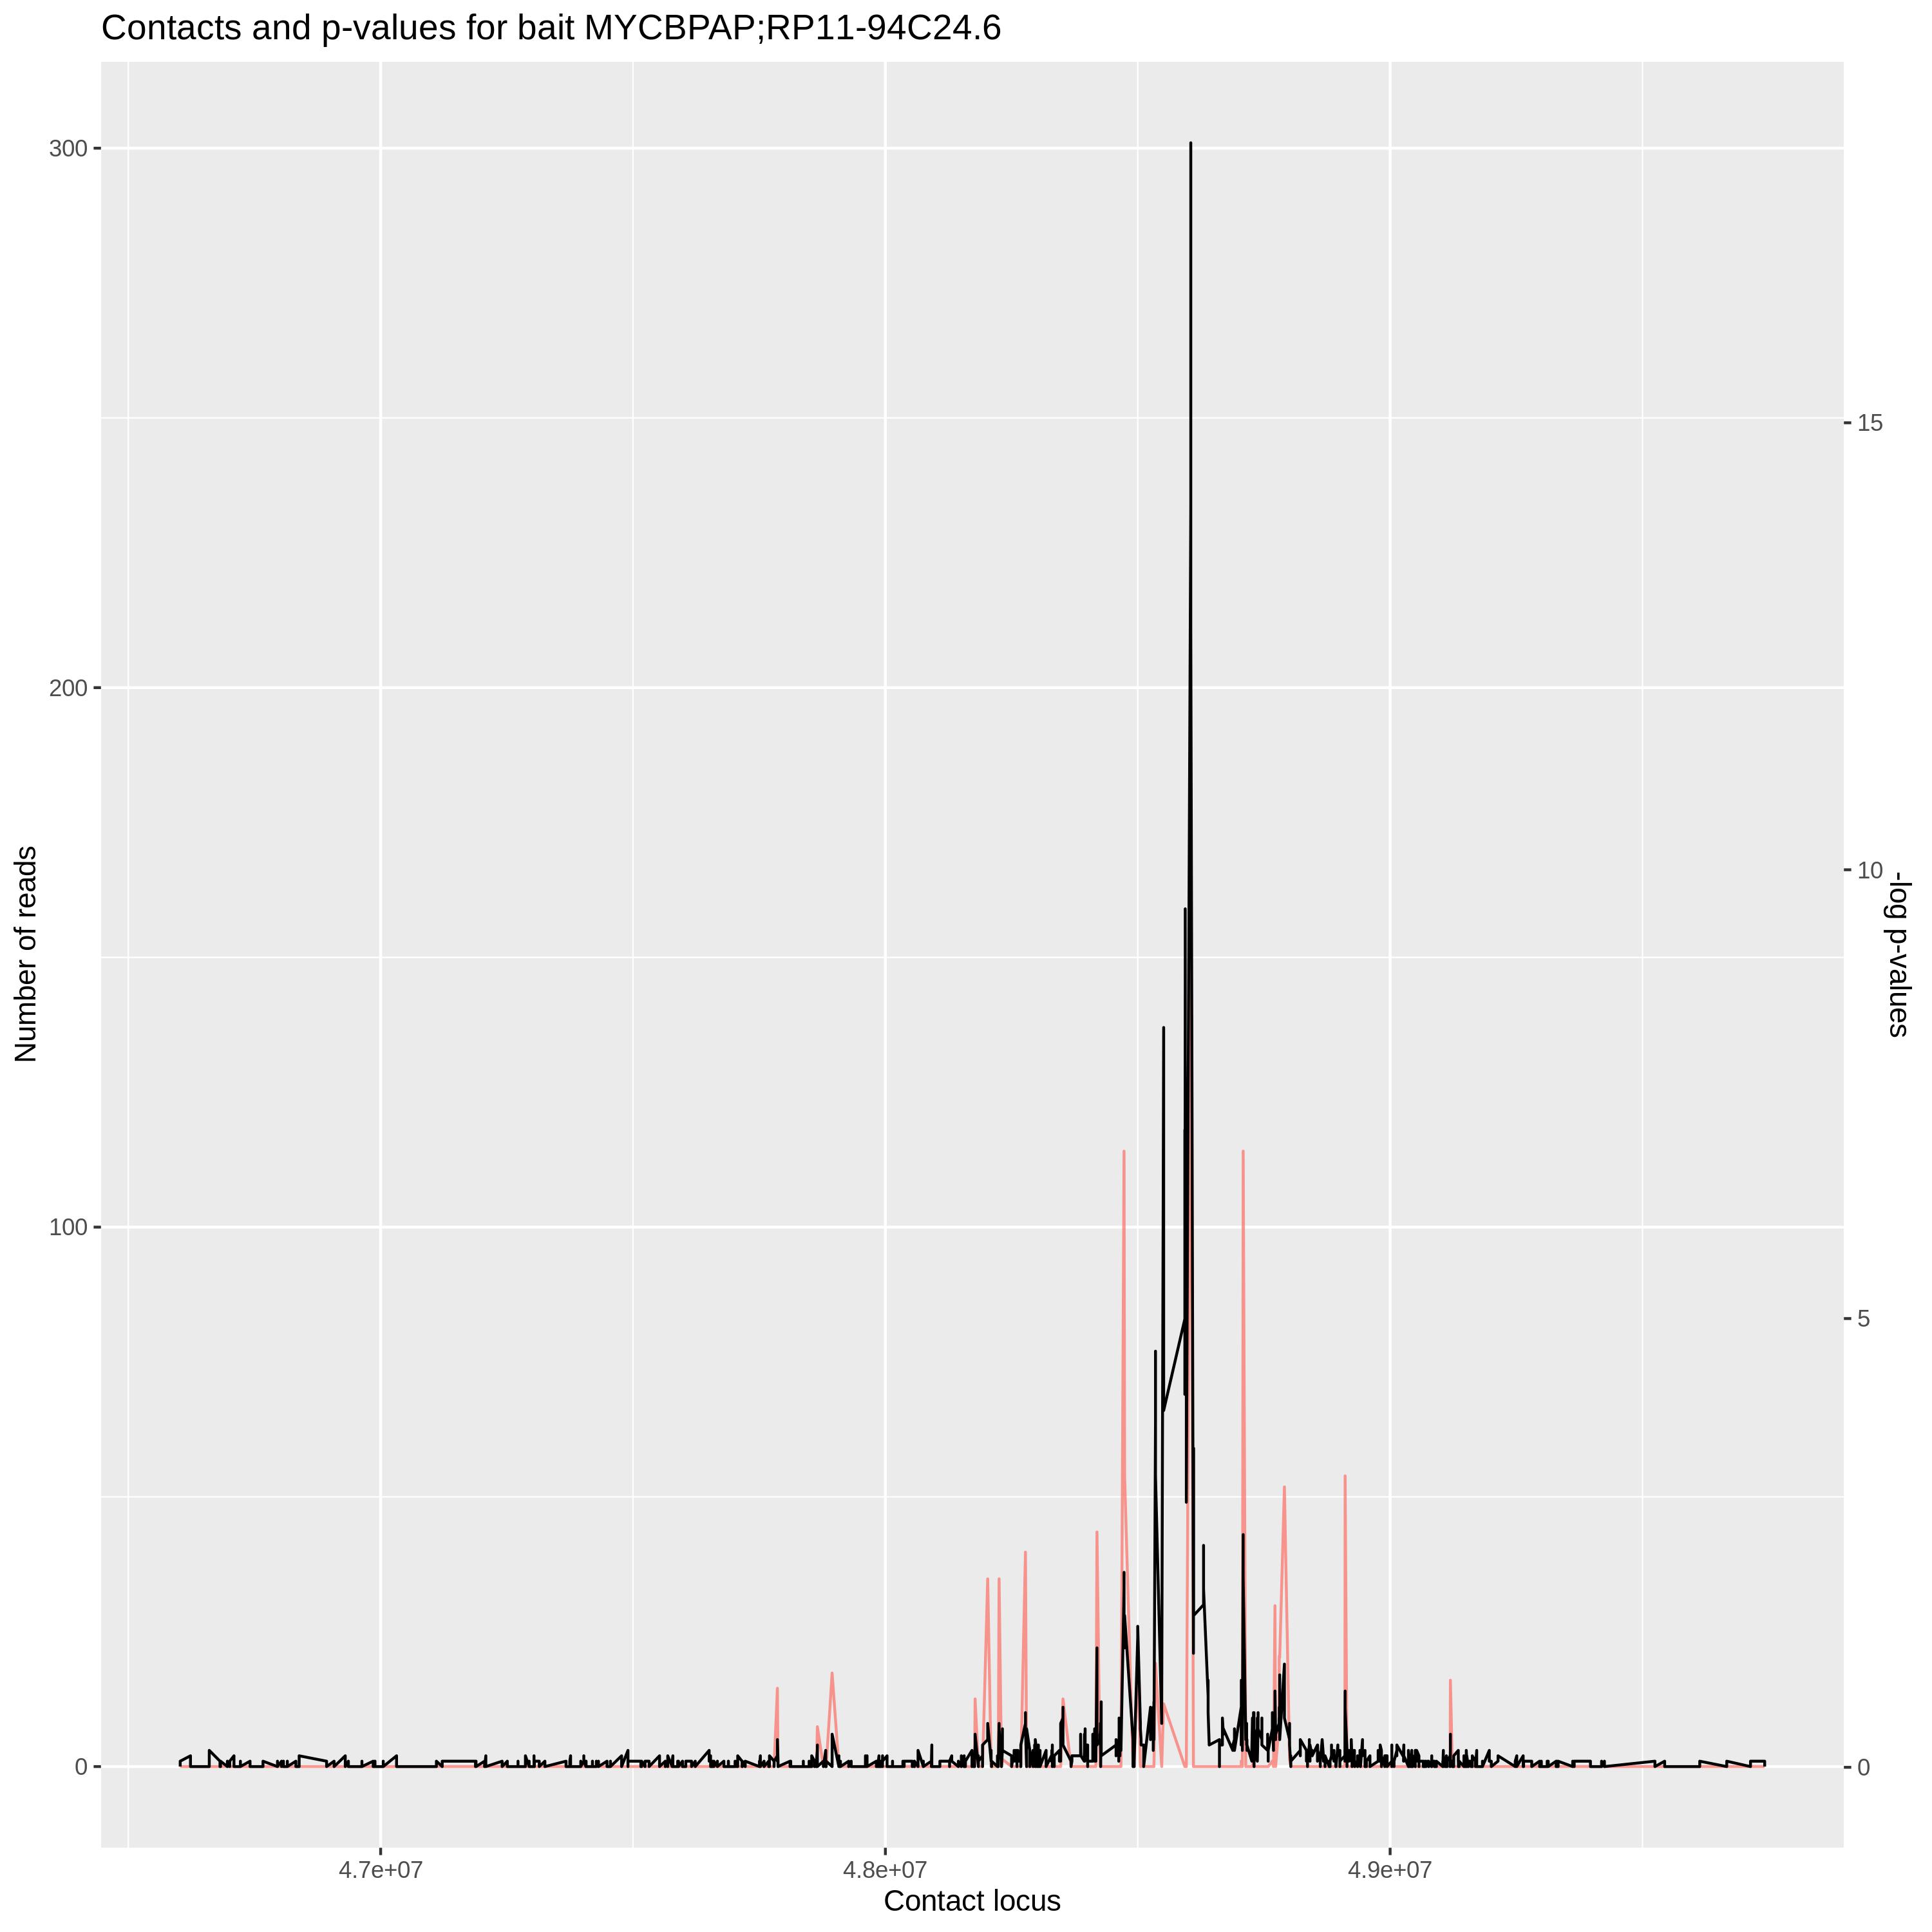 Contacts and p-values for bait MYCBPAP;RP11-94C24.6
300
200
100
0
Number of reads
15
10
5
0
-log p-values
4.7e+07
4.8e+07
4.9e+07
Contact locus